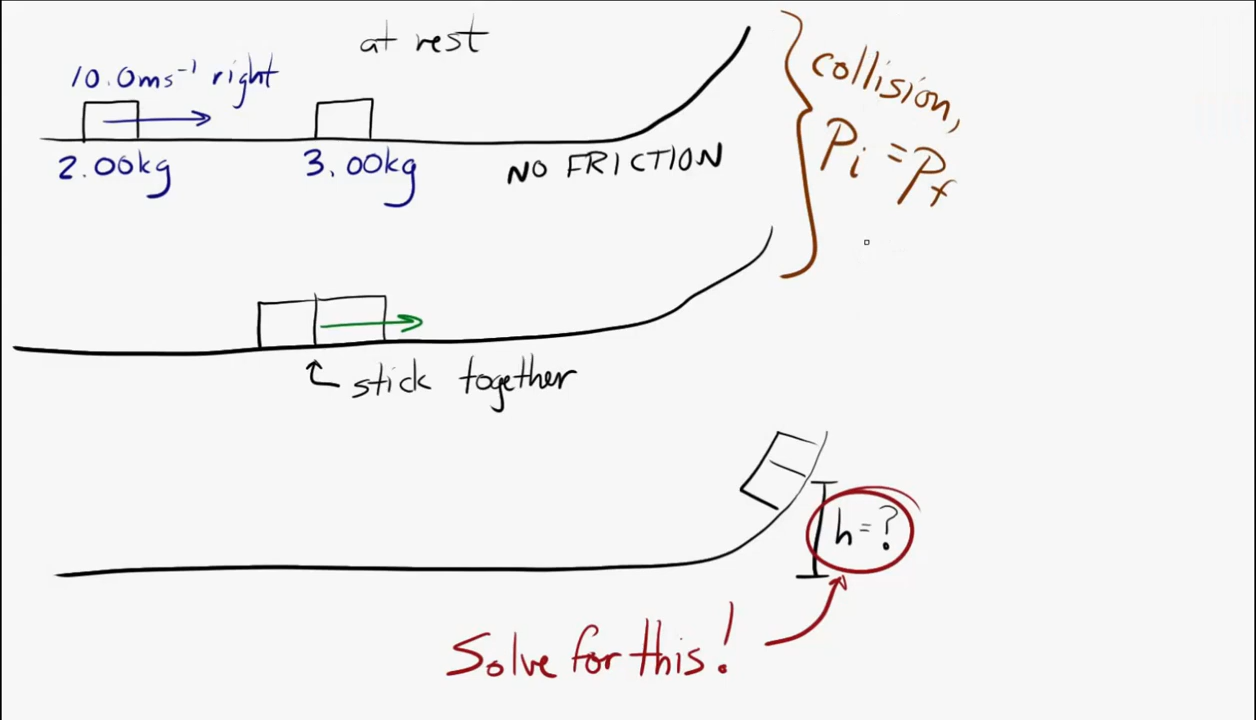 at rest
10.0ms⁻¹ right
2.00kg
3.00kg
NO FRICTION
collision,
Pi = Pf
stick together
h = ?
Solve for this!